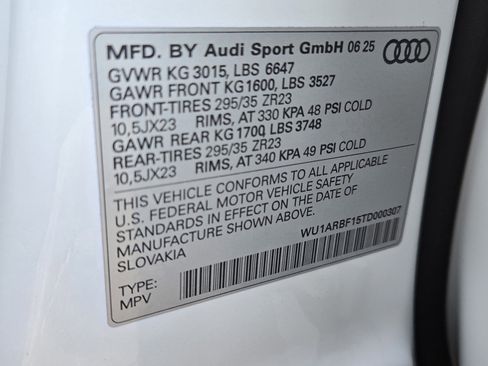 MFD. BY Audi Sport GmbH 06 25
GVWR KG 3015, LBS 6647
GAWR FRONT KG 1600, LBS 3527
FRONT-TIRES 295/35 ZR23
10,5JX23 RIMS, AT 330 KPA 48 PSI COLD
GAWR REAR KG 1700, LBS 3748
REAR-TIRES 295/35 ZR23
10,5JX23 RIMS, AT 340 KPA 49 PSI COLD
THIS VEHICLE CONFORMS TO ALL APPLICABLE
U.S. FEDERAL MOTOR VEHICLE SAFETY
STANDARDS IN EFFECT ON THE DATE OF
MANUFACTURE SHOWN ABOVE.
SLOVAKIA
WU1ARBF15TD000307
TYPE:
MPV